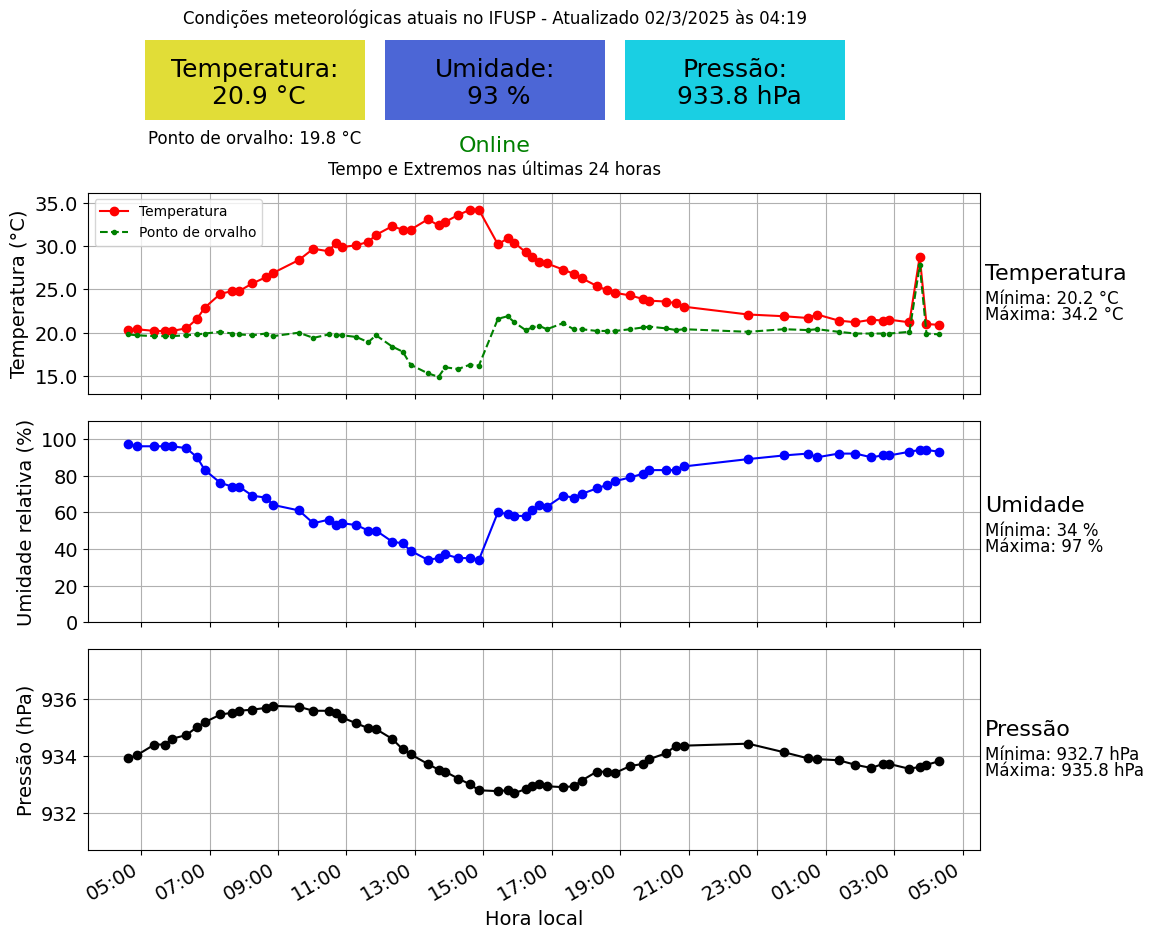 Condições meteorológicas atuais no IFUSP - Atualizado 02/3/2025 às 04:19
Temperatura:
20.9 °C
Umidade:
93 %
Pressão:
933.8 hPa
Ponto de orvalho: 19.8 °C
Online
Tempo e Extremos nas últimas 24 horas
Temperatura (°C)
35.0
30.0
25.0
20.0
15.0
Temperatura
Ponto de orvalho
Temperatura
Mínima: 20.2 °C
Máxima: 34.2 °C
Umidade relativa (%)
100
80
60
40
20
0
Umidade
Mínima: 34 %
Máxima: 97 %
Pressão (hPa)
936
934
932
Pressão
Mínima: 932.7 hPa
Máxima: 935.8 hPa
05:00 07:00 09:00 11:00 13:00 15:00 17:00 19:00 21:00 23:00 01:00 03:00 05:00
Hora local